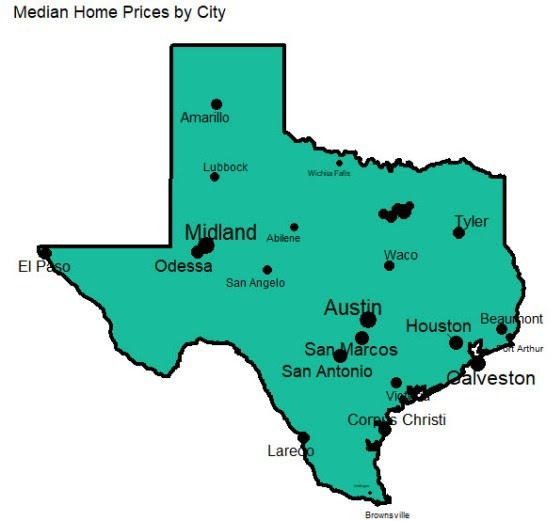 Median Home Prices by City
Amarillo
Lubbock
Wichita Falls
Midland
Abilene
Tyler
El Paso
Odessa
Waco
San Angelo
Austin
Houston
Beaumont
San Marcos
Port Arthur
San Antonio
Galveston
Victoria
Corpus Christi
Laredo
Brownsville